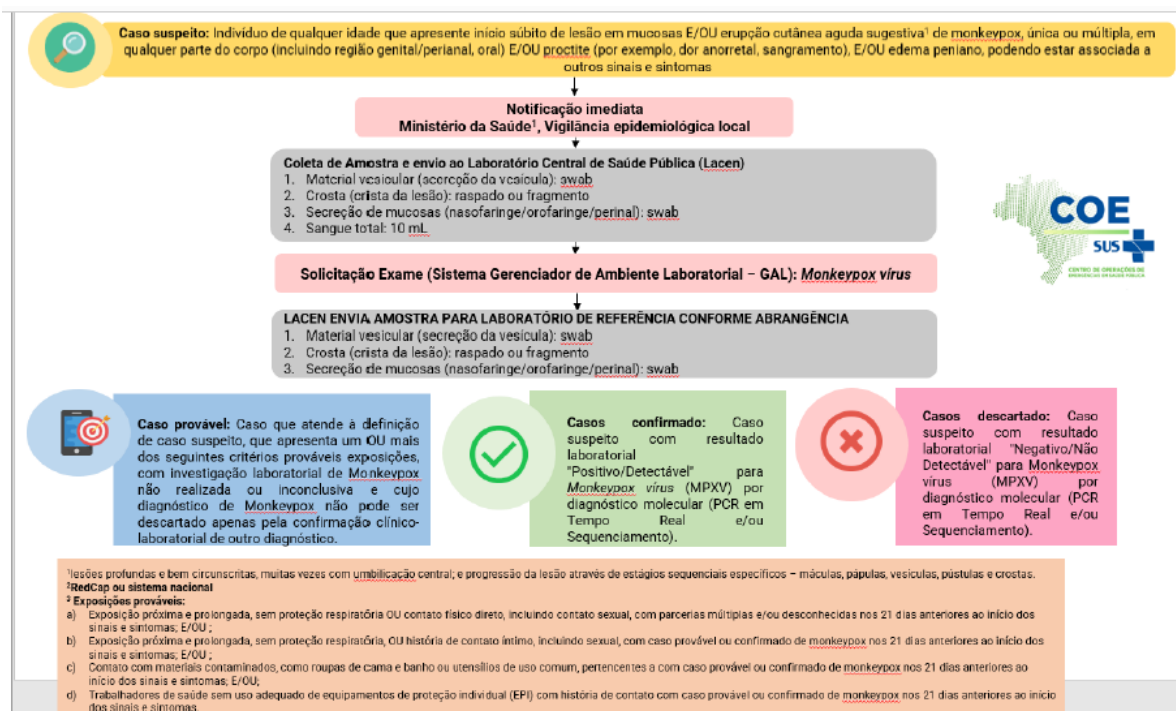 Caso suspeito: Indivíduo de qualquer idade que apresente início súbito de lesão em mucosas E/OU erupção cutânea aguda sugestiva¹ de monkeypox, única ou múltipla, em
qualquer parte do corpo (incluindo região genital/perianal, oral) E/OU proctite (por exemplo, dor anorretal, sangramento), E/OU edema peniano, podendo estar associada a
outros sinais e sintomas
Notificação imediata
Ministério da Saúde¹, Vigilância epidemiológica local
Coleta de Amostra e envio ao Laboratório Central de Saúde Pública (Lacen)
1. Material vesicular (secreção da vesícula): swab
2. Crosta (crista da lesão): raspado ou fragmento
3. Secreção de mucosas (nasofaringe/orofaringe/perinal): swab
4. Sangue total: 10 mL
COE
SUS
CENTRO DE OPERAÇÕES DE
EMERGÊNCIAS EM SAÚDE PÚBLICA
Solicitação Exame (Sistema Gerenciador de Ambiente Laboratorial – GAL): Monkeypox vírus
LACEN ENVIA AMOSTRA PARA LABORATÓRIO DE REFERÊNCIA CONFORME ABRANGÊNCIA
1. Material vesicular (secreção da vesícula): swab
2. Crosta (crista da lesão): raspado ou fragmento
3. Secreção de mucosas (nasofaringe/orofaringe/perinal): swab
Caso provável: Caso que atende à definição
de caso suspeito, que apresenta um OU mais
dos seguintes critérios prováveis exposições,
com investigação laboratorial de Monkeypox
não realizada ou inconclusiva e cujo
diagnóstico de Monkeypox não pode ser
descartado apenas pela confirmação clínico-
laboratorial de outro diagnóstico.
Casos confirmado: Caso
suspeito com resultado
laboratorial
"Positivo/Detectável" para
Monkeypox vírus (MPXV) por
diagnóstico molecular (PCR em
Tempo Real e/ou
Sequenciamento).
Casos descartado: Caso
suspeito com resultado
laboratorial "Negativo/Não
Detectável" para Monkeypox
vírus (MPXV) por
diagnóstico molecular (PCR
em Tempo Real e/ou
Sequenciamento).
¹lesões profundas e bem circunscritas, muitas vezes com umbilicação central; e progressão da lesão através de estágios sequenciais específicos – máculas, pápulas, vesículas, pústulas e crostas.
²RedCap ou sistema nacional
³ Exposições prováveis:
a) Exposição próxima e prolongada, sem proteção respiratória OU contato físico direto, incluindo contato sexual, com parcerias múltiplas e/ou desconhecidas nos 21 dias anteriores ao início dos
sinais e sintomas; E/OU ;
b) Exposição próxima e prolongada, sem proteção respiratória, OU história de contato íntimo, incluindo sexual, com caso provável ou confirmado de monkeypox nos 21 dias anteriores ao início dos
sinais e sintomas; E/OU ;
c) Contato com materiais contaminados, como roupas de cama e banho ou utensílios de uso comum, pertencentes a com caso provável ou confirmado de monkeypox nos 21 dias anteriores ao
início dos sinais e sintomas; E/OU;
d) Trabalhadores de saúde sem uso adequado de equipamentos de proteção individual (EPI) com história de contato com caso provável ou confirmado de monkeypox nos 21 dias anteriores ao início
dos sinais e sintomas.